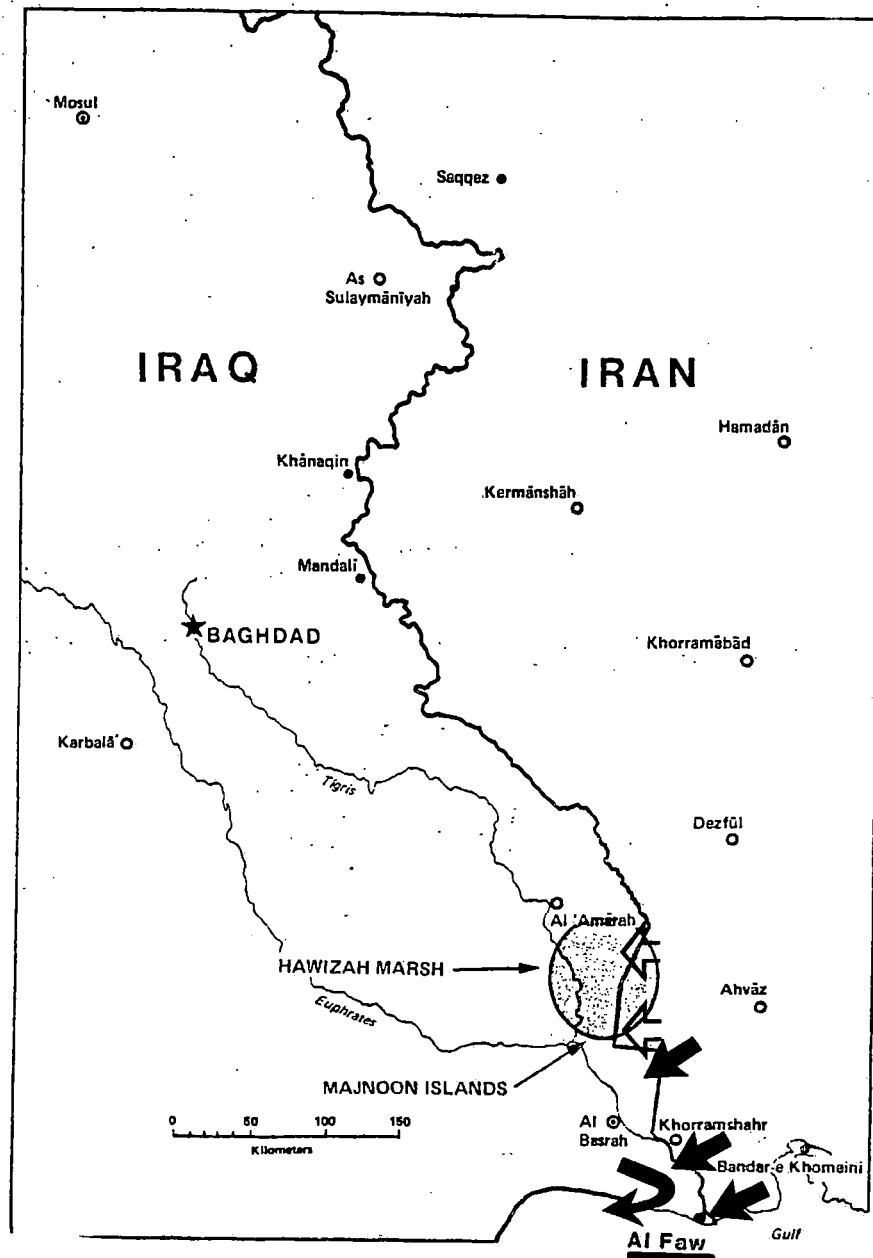 Mosul
Saqqez
As
Sulaymānīyah
IRAQ
IRAN
Hamadān
Khānaqin
Kermānshāh
Mandalī
BAGHDAD
Khorramābād
Karbalā'
Tigris
Dezfūl
Al 'Amārah
HAWIZAH MARSH
Ahvāz
Euphrates
MAJNOON ISLANDS
0 50 100 150
Kilometers
Al
Basrah
Khorramshahr
Bandar-e Khomeini
Gulf
Al Faw